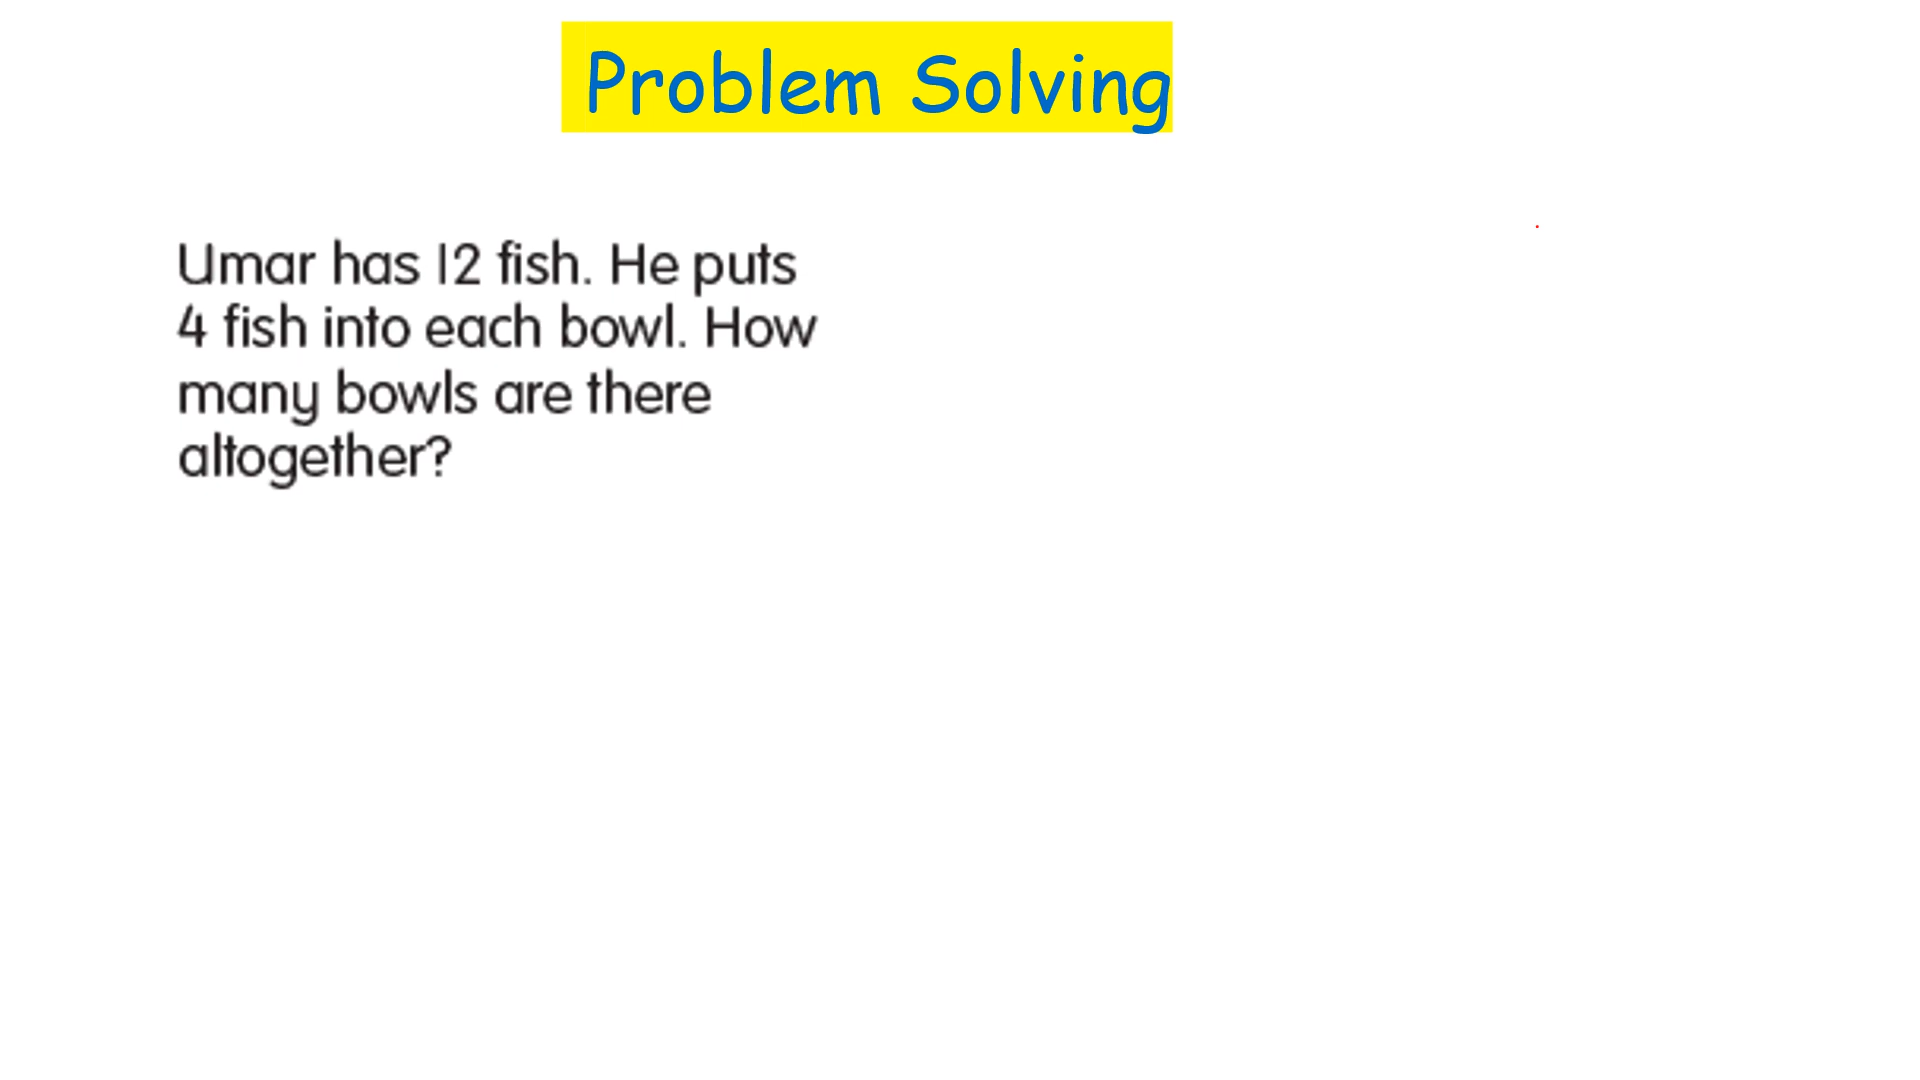 Problem Solving
Umar has 12 fish. He puts
4 fish into each bowl. How
many bowls are there
altogether?